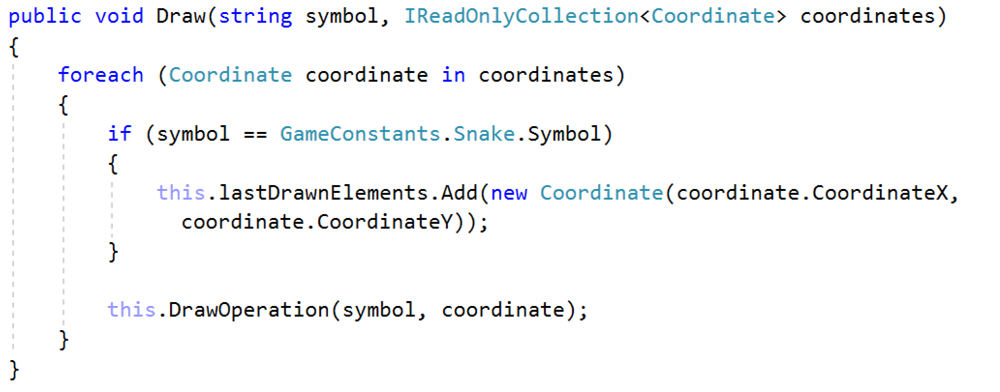 public void Draw(string symbol, IReadOnlyCollection<Coordinate> coordinates)
{
    foreach (Coordinate coordinate in coordinates)
    {
        if (symbol == GameConstants.Snake.Symbol)
        {
            this.lastDrawnElements.Add(new Coordinate(coordinate.CoordinateX,
              coordinate.CoordinateY));
        }

        this.DrawOperation(symbol, coordinate);
    }
}